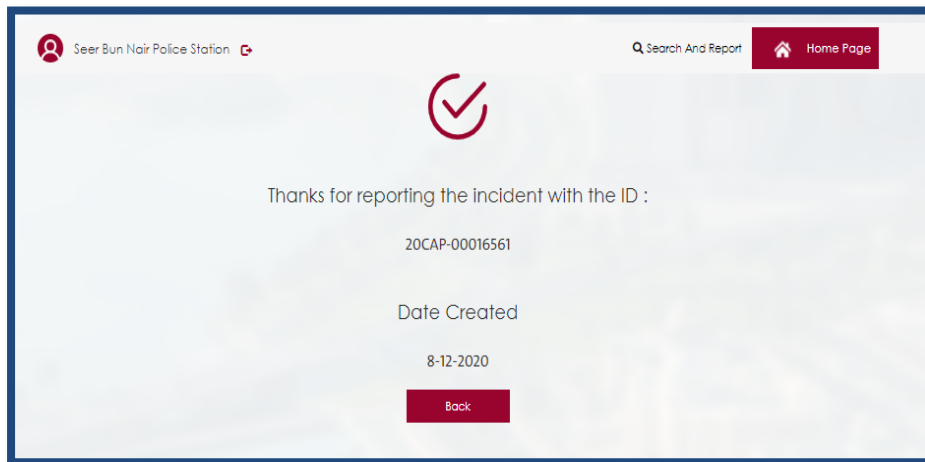 Seer Bun Nair Police Station
Search And Report
Home Page
Thanks for reporting the incident with the ID :
20CAP-00016561
Date Created
8-12-2020
Back